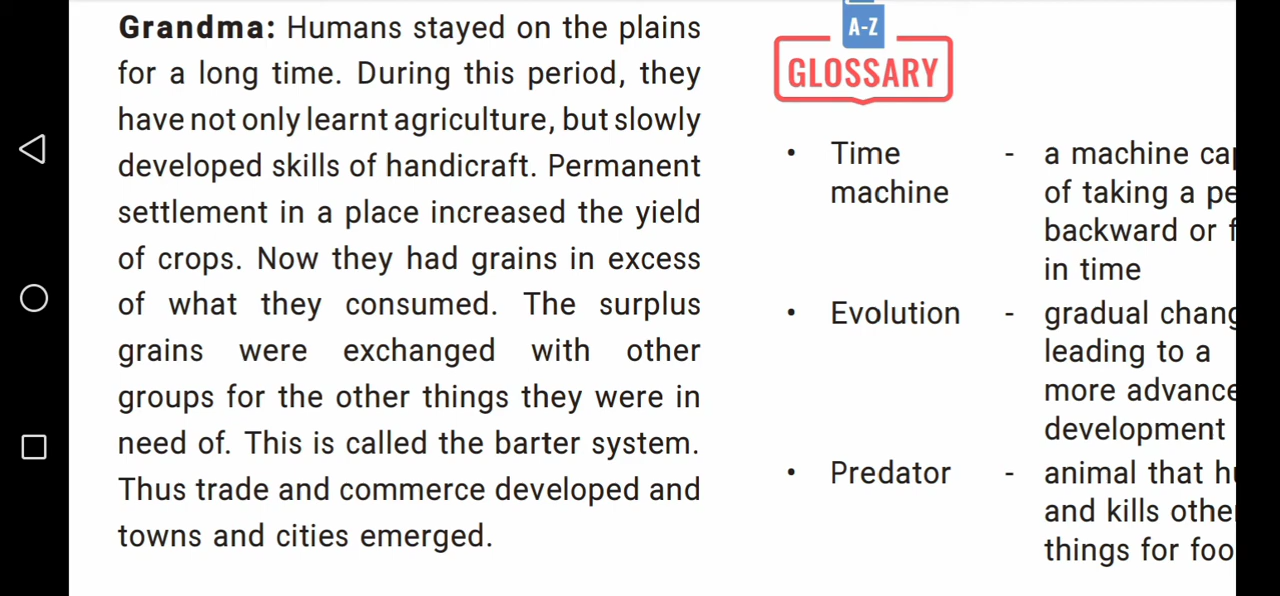 Grandma: Humans stayed on the plains
for a long time. During this period, they
have not only learnt agriculture, but slowly
developed skills of handicraft. Permanent
settlement in a place increased the yield
of crops. Now they had grains in excess
of what they consumed. The surplus
grains were exchanged with other
groups for the other things they were in
need of. This is called the barter system.
Thus trade and commerce developed and
towns and cities emerged.
A-Z
GLOSSARY
• Time - a machine
machine of taking a
backward or
in time
• Evolution - gradual
leading to a
more
development
• Predator - animal that
and kills
things for